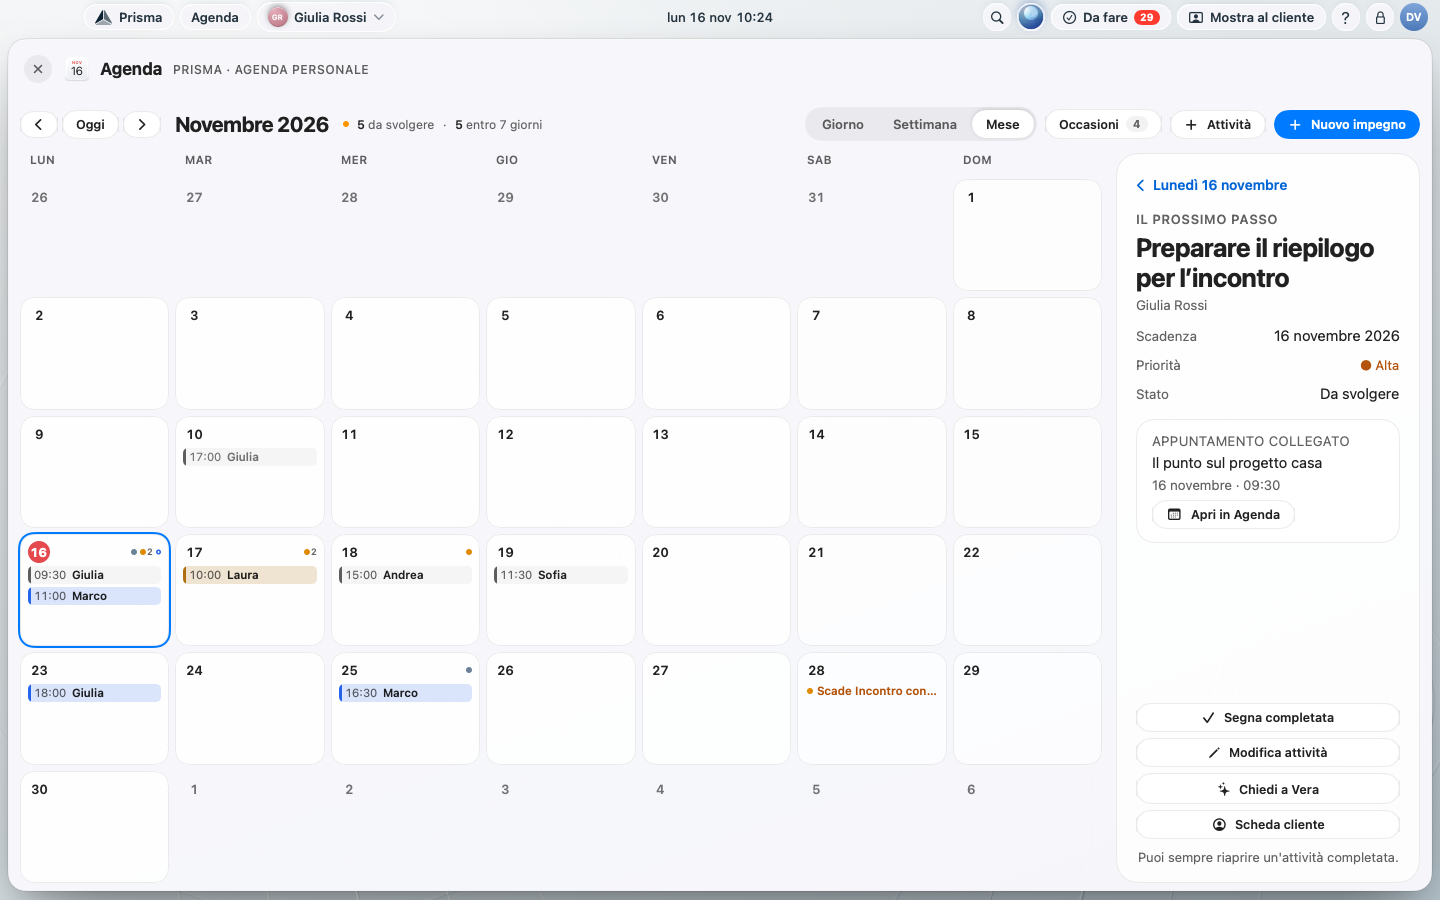 Prisma Agenda GR Giulia Rossi lun 16 nov 10:24 Da fare 29 Mostra al cliente ? DV
NOV 16 Agenda PRISMA · AGENDA PERSONALE
Oggi Novembre 2026 5 da svolgere · 5 entro 7 giorni Giorno Settimana Mese Occasioni 4 + Attività + Nuovo impegno
LUN MAR MER GIO VEN SAB DOM
26 27 28 29 30 31 1
2 3 4 5 6 7 8
9 10 11 12 13 14 15
17:00 Giulia
16 2 17 2 18 19 20 21 22
09:30 Giulia 10:00 Laura 15:00 Andrea 11:30 Sofia
11:00 Marco
23 24 25 26 27 28 29
18:00 Giulia 16:30 Marco Scade Incontro con...
30 1 2 3 4 5 6
Lunedì 16 novembre
IL PROSSIMO PASSO
Preparare il riepilogo
per l’incontro
Giulia Rossi
Scadenza 16 novembre 2026
Priorità Alta
Stato Da svolgere
APPUNTAMENTO COLLEGATO
Il punto sul progetto casa
16 novembre · 09:30
Apri in Agenda
Segna completata
Modifica attività
Chiedi a Vera
Scheda cliente
Puoi sempre riaprire un'attività completata.